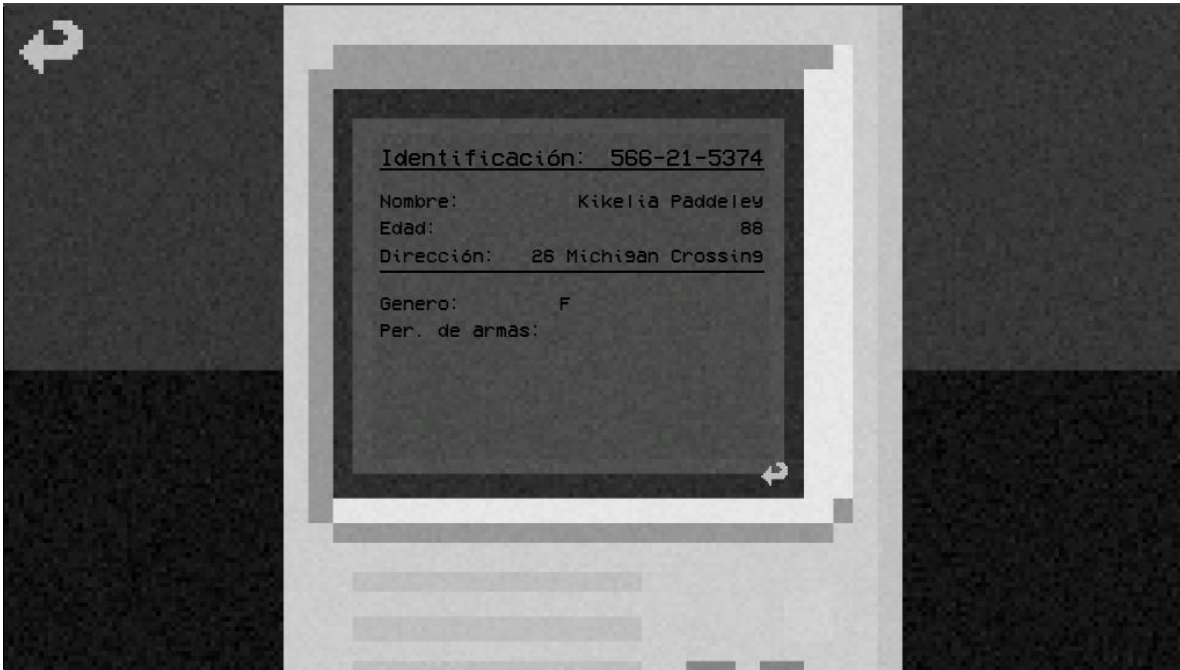 Identificación: 566-21-5374
Nombre: Kikelia Paddeley
Edad: 88
Dirección: 26 Michigan Crossing
Genero: F
Per. de armas: